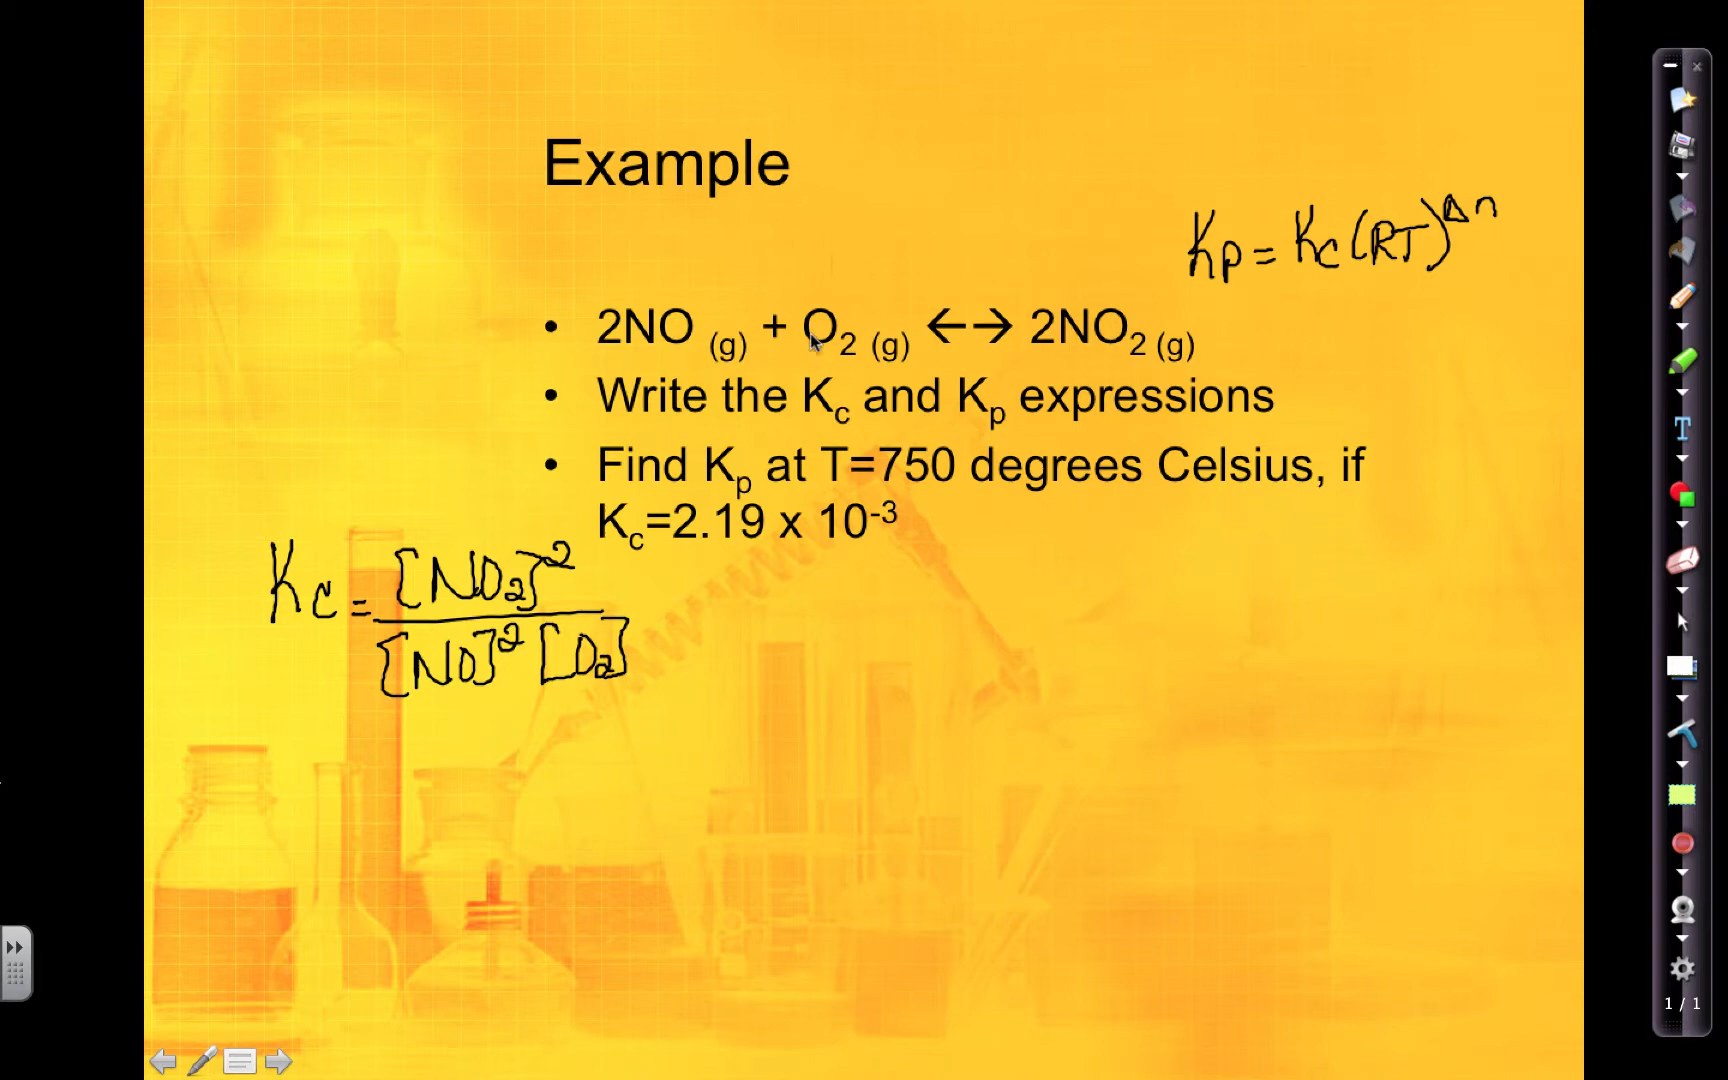 Example
Kp = Kc (RT)^Δn
• 2NO (g) + O₂ (g) ←→ 2NO₂ (g)
• Write the Kc and Kp expressions
• Find Kp at T=750 degrees Celsius, if
Kc=2.19 x 10⁻³
Kc = [NO₂]²
[NO]² [O₂]
T
1 / 1